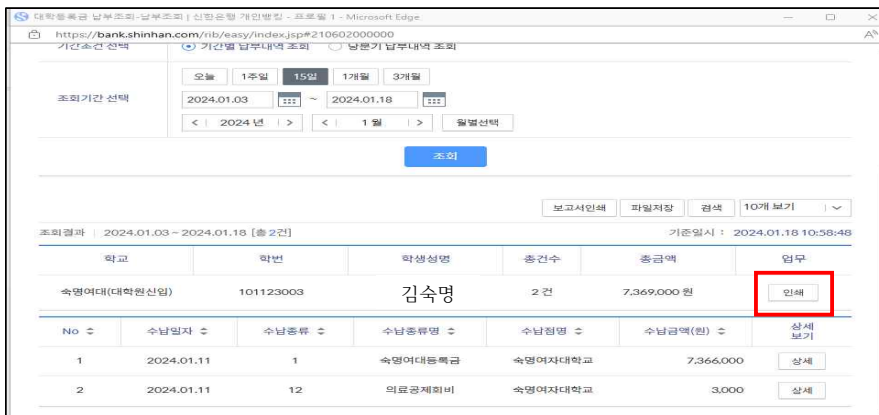 대학등록금 납부조회-납부조회 | 신한은행 개인뱅킹 - 프로필 1 - Microsoft Edge
https://bank.shinhan.com/rib/easy/index.jsp#210602000000
기간조건 선택 기간별 납부내역 조회 당분기 납부내역 조회
오늘 1주일 15일 1개월 3개월
조회기간 선택 2024.01.03 ~ 2024.01.18
< 2024 년 > < 1 월 > 월별선택
조회
보고서인쇄 파일저장 검색 10개 보기
조회결과 | 2024.01.03 ~ 2024.01.18 [총 2건] 기준일시 : 2024.01.18 10:58:48
학교 학번 학생성명 총건수 총금액 업무
숙명여대(대학원신입) 101123003 김숙명 2 건 7,369,000 원 인쇄
No 수납일자 수납종류 수납종류명 수납점명 수납금액(원) 상세보기
1 2024.01.11 1 숙명여대등록금 숙명여자대학교 7,366,000 상세
2 2024.01.11 12 의료공제회비 숙명여자대학교 3,000 상세